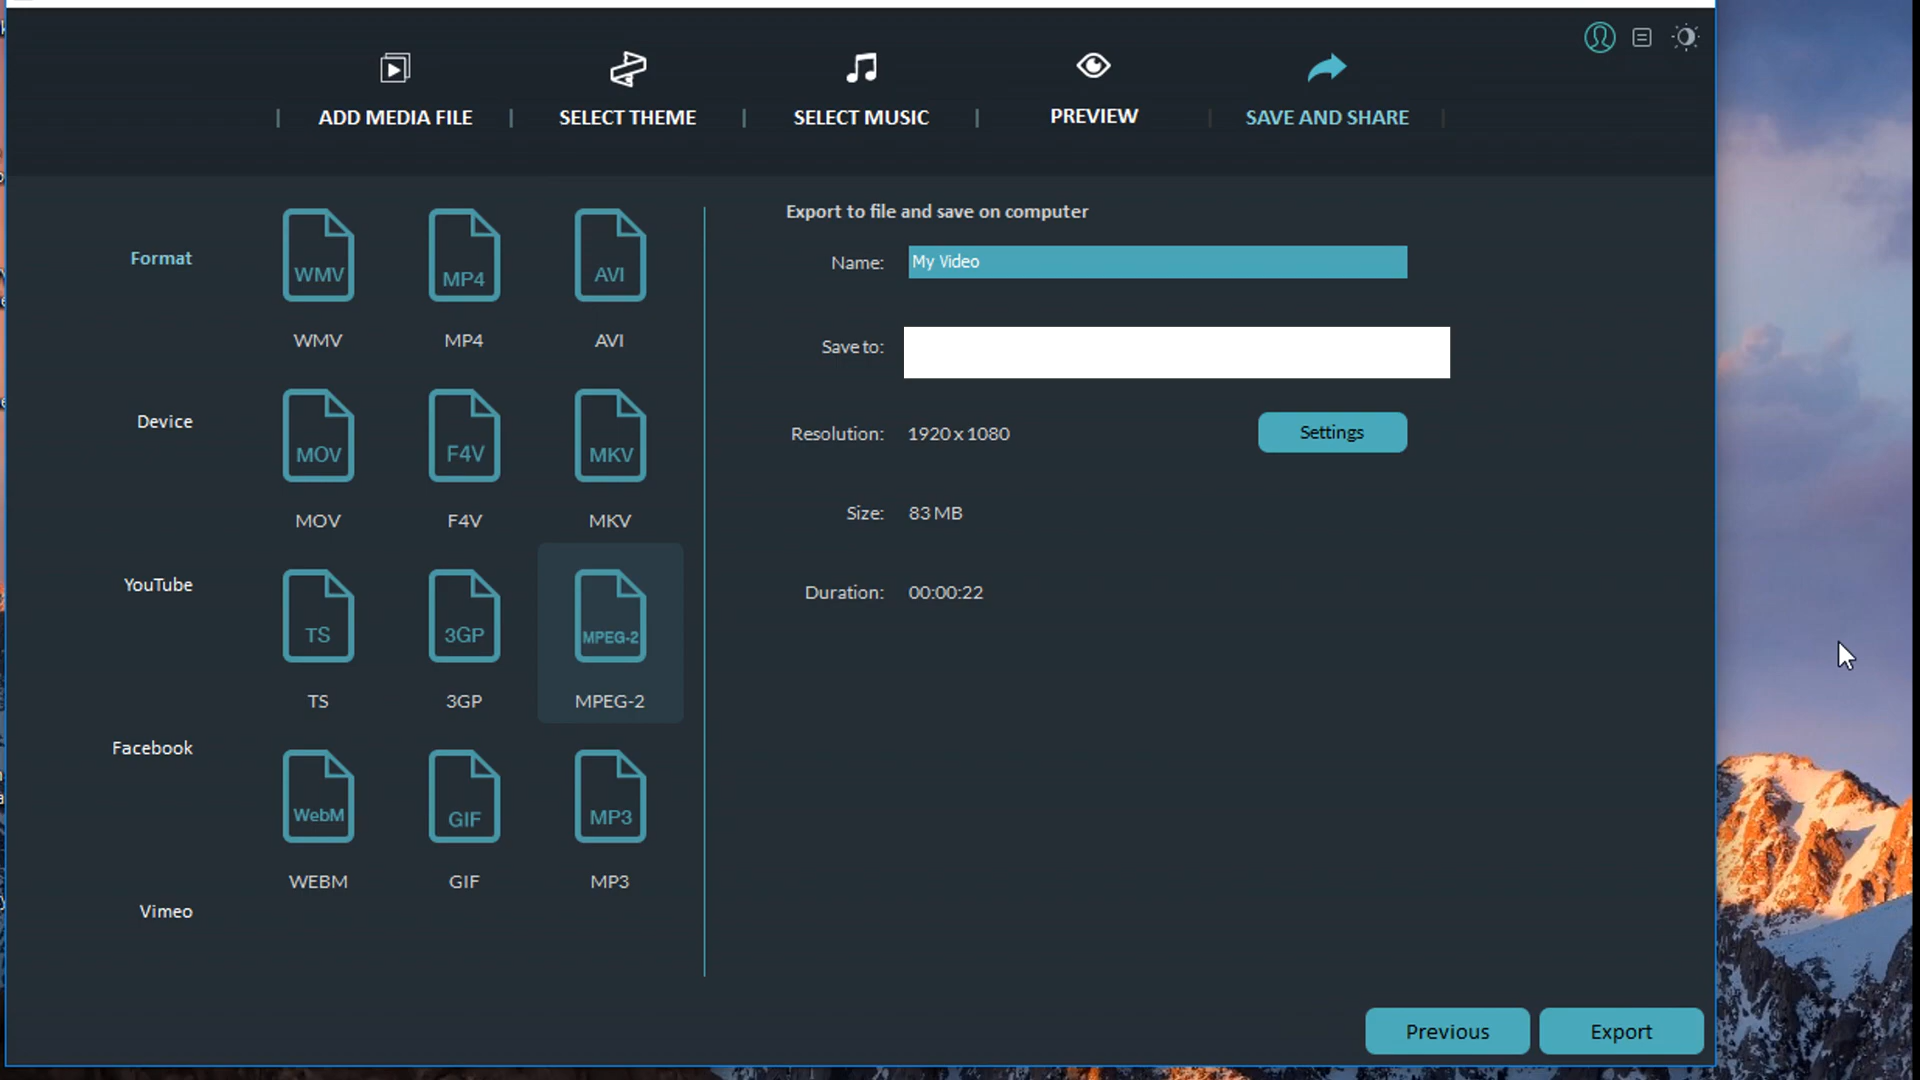 ADD MEDIA FILE
SELECT THEME
SELECT MUSIC
PREVIEW
SAVE AND SHARE
Format
Device
YouTube
Facebook
Vimeo
WMV
MP4
AVI
WMV
MP4
AVI
MOV
F4V
MKV
MOV
F4V
MKV
TS
3GP
MPEG-2
TS
3GP
MPEG-2
WebM
GIF
MP3
WEBM
GIF
MP3
Export to file and save on computer
Name: My Video
Save to:
Resolution: 1920 x 1080
Settings
Size: 83 MB
Duration: 00:00:22
Previous
Export